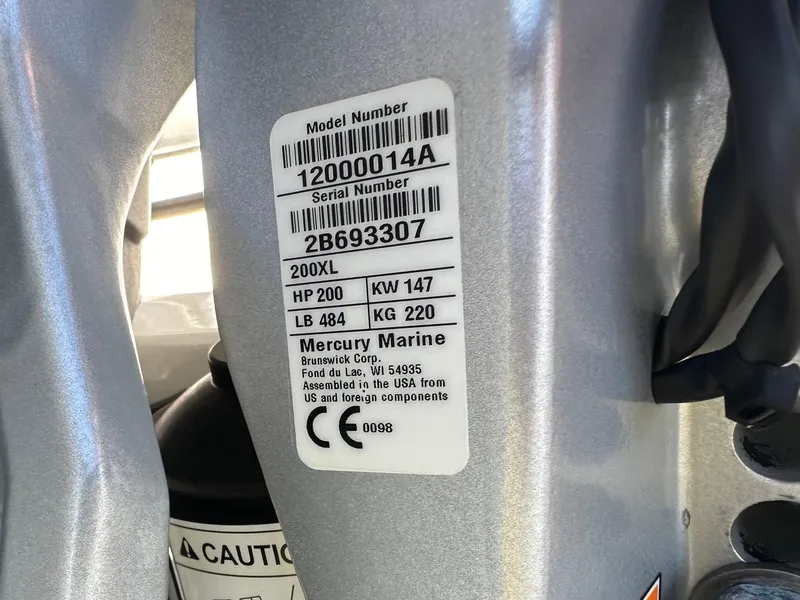 Model Number
12000014A
Serial Number
2B693307
200XL
HP 200 KW 147
LB 484 KG 220
Mercury Marine
Brunswick Corp.
Fond du Lac, WI 54935
Assembled in the USA from
US and foreign components
CE 0098
CAUTIO